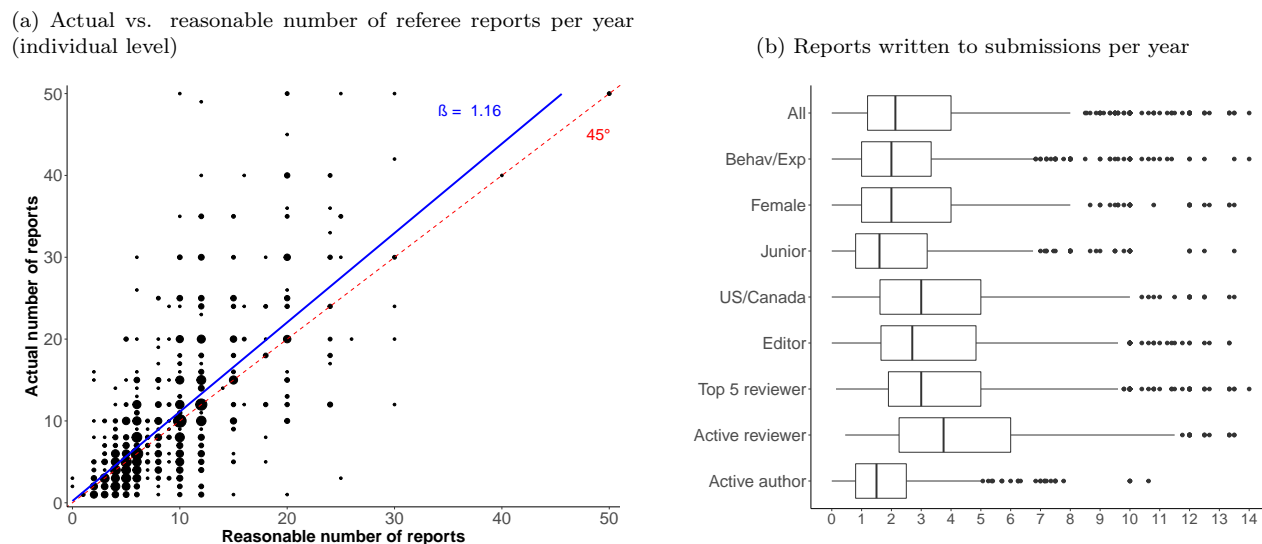 (a) Actual vs. reasonable number of referee reports per year
(individual level)
50
40
30
20
10
0
Actual number of reports
ß = 1.16
45°
0 10 20 30 40 50
Reasonable number of reports
(b) Reports written to submissions per year
All
Behav/Exp
Female
Junior
US/Canada
Editor
Top 5 reviewer
Active reviewer
Active author
0 1 2 3 4 5 6 7 8 9 10 11 12 13 14